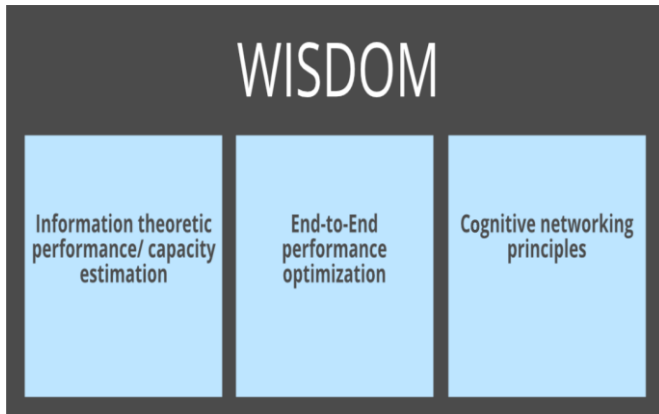 WISDOM
Information theoretic
performance/ capacity
estimation
End-to-End
performance
optimization
Cognitive networking
principles